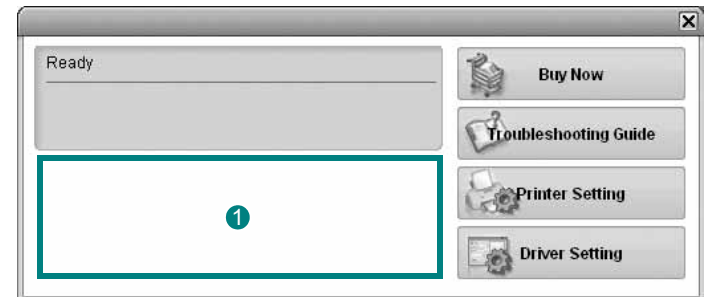 Ready
Buy Now
Troubleshooting Guide
1
Printer Setting
Driver Setting